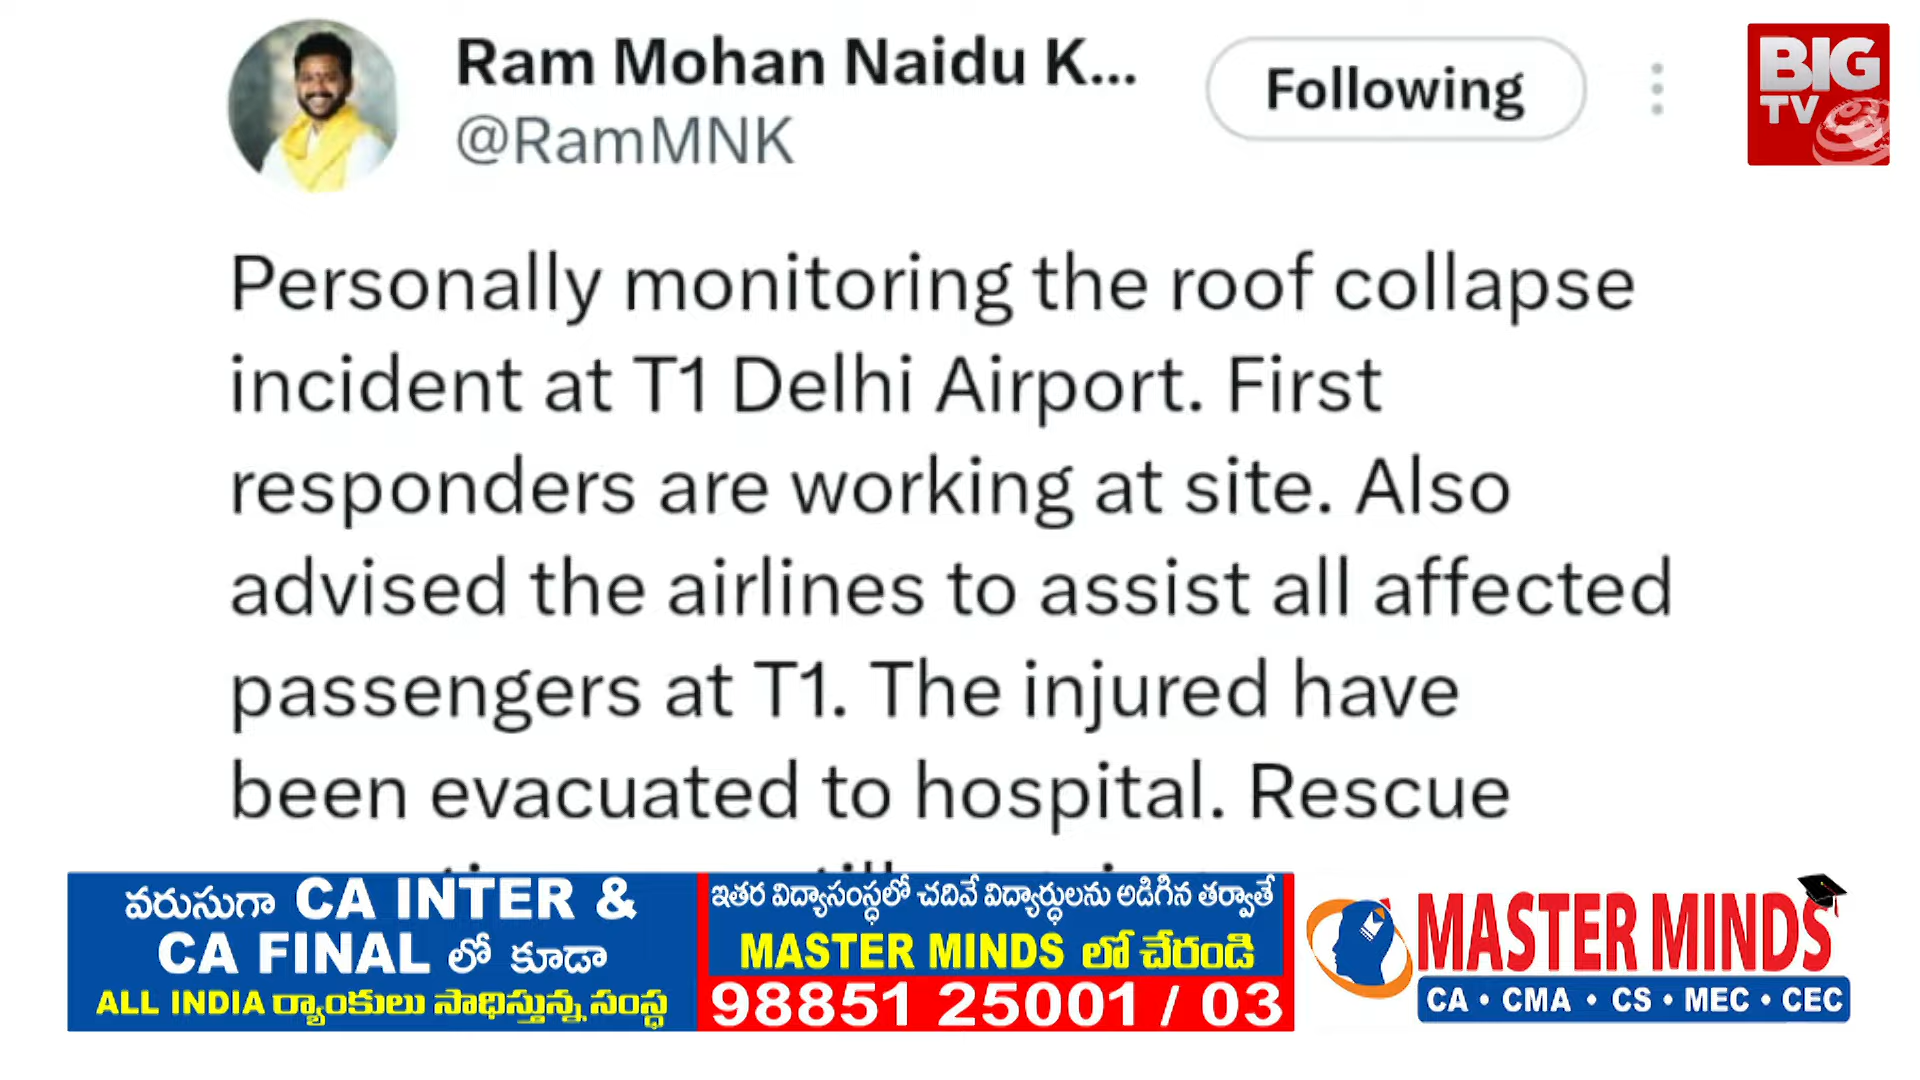 Ram Mohan Naidu K...
@RamMNK
Following
BIG
TV
Personally monitoring the roof collapse
incident at T1 Delhi Airport. First
responders are working at site. Also
advised the airlines to assist all affected
passengers at T1. The injured have
been evacuated to hospital. Rescue
వరుసుగా CA INTER &
CA FINAL లో కూడా
ALL INDIA ర్యాంకులు సాధిస్తున్న సంస్థ
ఇతర విద్యాసంస్థలో చదివే విద్యార్థులను అడిగిన తర్వాతే
MASTER MINDS లో చేరండి
98851 25001 / 03
MASTER MINDS
CA • CMA • CS • MEC • CEC